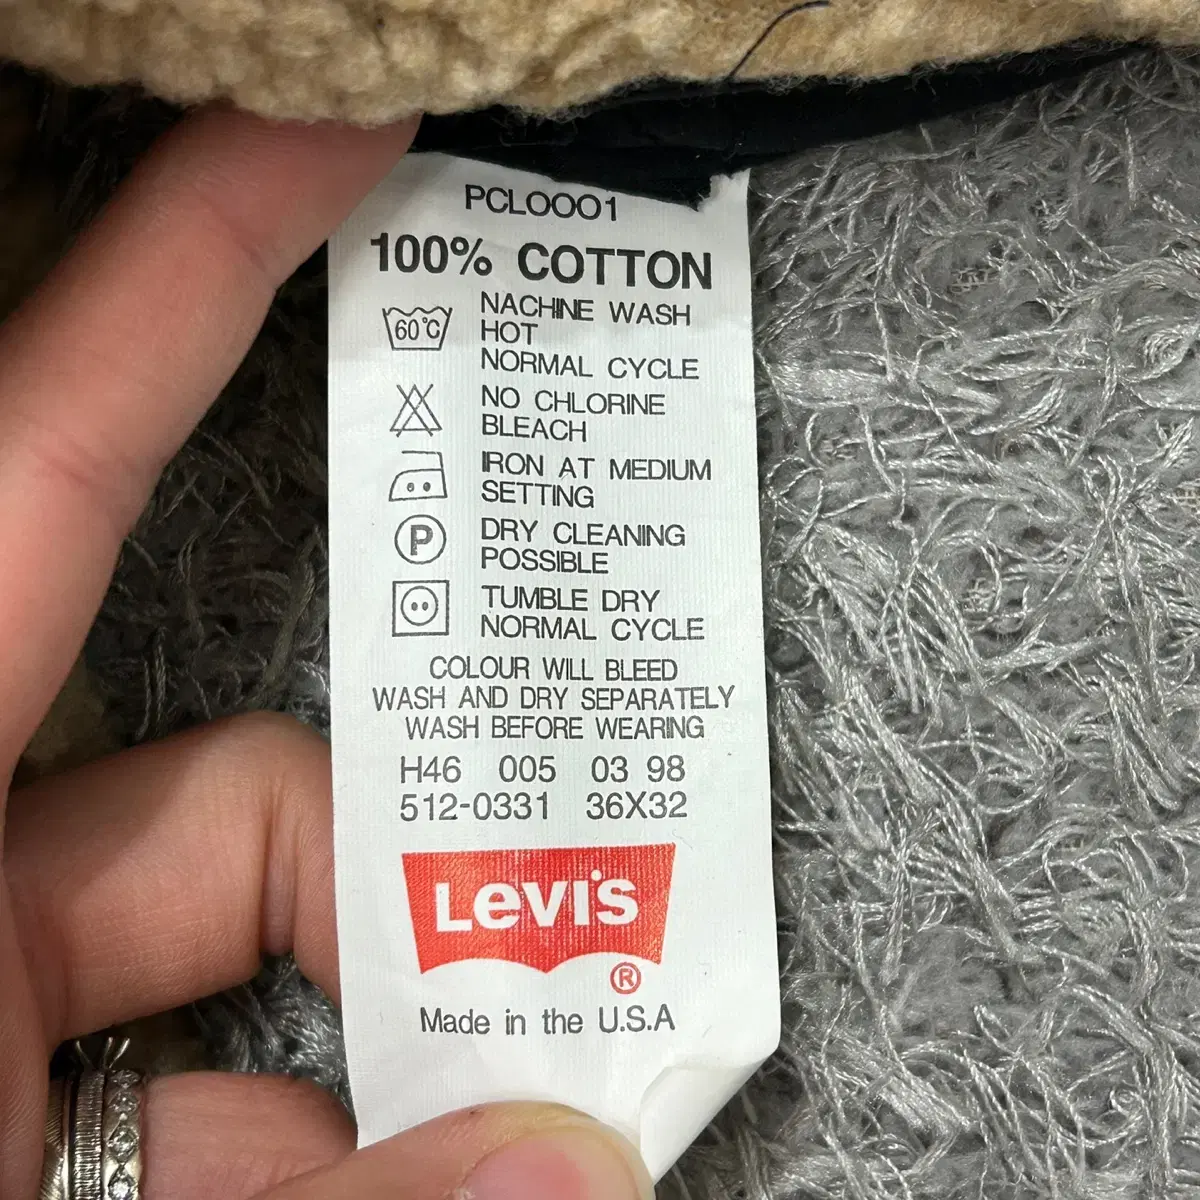 PCL0001
100% COTTON
60°C
NACHINE WASH
HOT
NORMAL CYCLE
NO CHLORINE
BLEACH
IRON AT MEDIUM
SETTING
P
DRY CLEANING
POSSIBLE
TUMBLE DRY
NORMAL CYCLE
COLOUR WILL BLEED
WASH AND DRY SEPARATELY
WASH BEFORE WEARING
H46 005 03 98
512-0331 36X32
Levi's
®
Made in the U.S.A